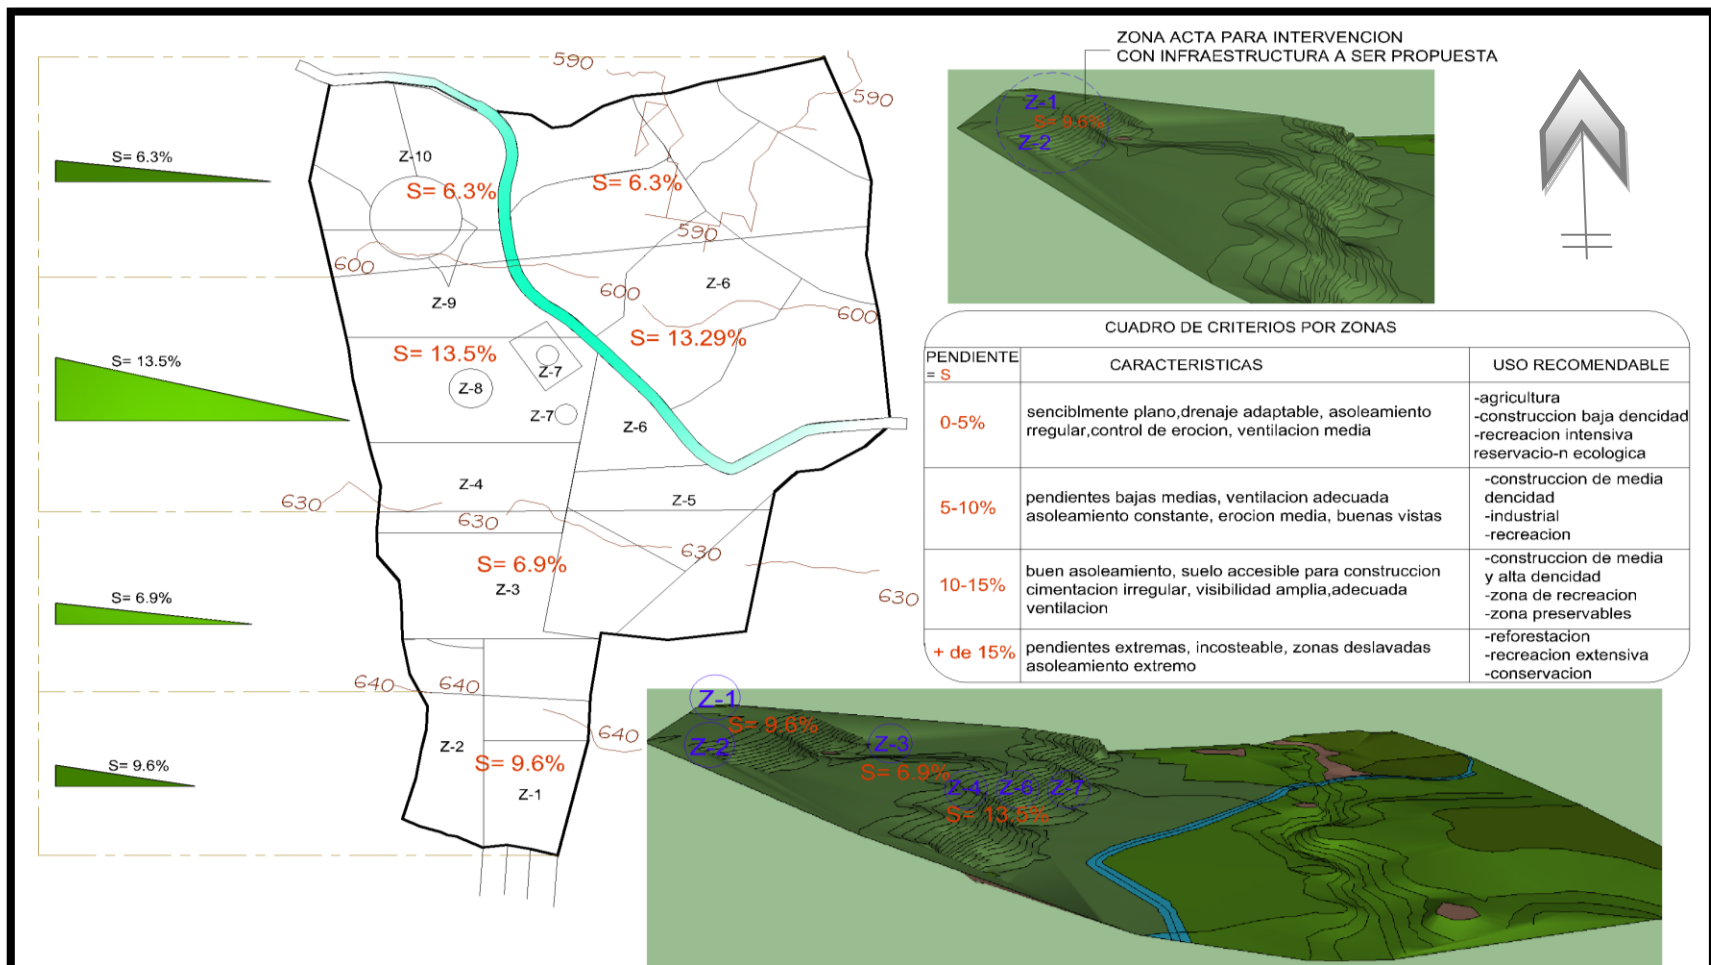 ZONA ACTA PARA INTERVENCION
CON INFRAESTRUCTURA A SER PROPUESTA
590
590
590
S= 6.3%
Z-10
S= 6.3%
S= 6.3%
600
600
600
Z-9
Z-6
S= 13.5%
S= 13.5%
S= 13.29%
Z-7
Z-8
Z-7
Z-6
Z-4
Z-5
630
630
630
630
S= 6.9%
S= 6.9%
Z-3
640
640
640
Z-2
S= 9.6%
S= 9.6%
Z-1
Z-1
S= 9.6%
Z-2
CUADRO DE CRITERIOS POR ZONAS
PENDIENTE
= S
CARACTERISTICAS
USO RECOMENDABLE
0-5%
senciblmente plano,drenaje adaptable, asoleamiento
rregular,control de erocion, ventilacion media
-agricultura
-construccion baja dencidad
-recreacion intensiva
reservacio-n ecologica
5-10%
pendientes bajas medias, ventilacion adecuada
asoleamiento constante, erocion media, buenas vistas
-construccion de media
dencidad
-industrial
-recreacion
10-15%
buen asoleamiento, suelo accesible para construccion
cimentacion irregular, visibilidad amplia,adecuada
ventilacion
-construccion de media
y alta dencidad
-zona de recreacion
-zona preservables
+ de 15%
pendientes extremas, incosteable, zonas deslavadas
asoleamiento extremo
-reforestacion
-recreacion extensiva
-conservacion
Z-1
S= 9.6%
Z-2
Z-3
S= 6.9%
Z-4 Z-6 Z-7
S= 13.5%